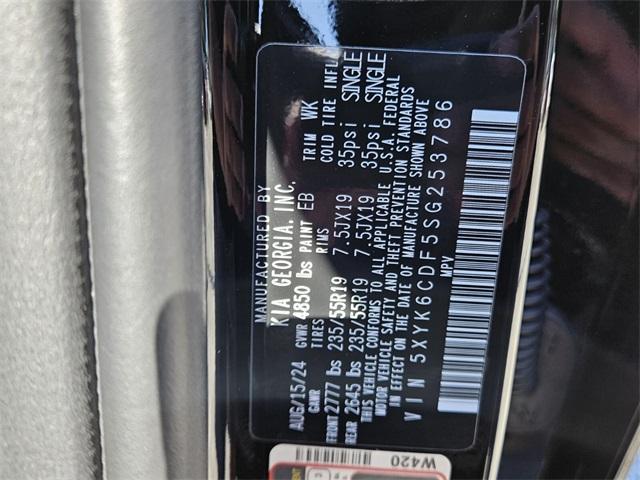 MANUFACTURED BY
KIA GEORGIA, INC.
AUG/15/24 GVWR 4850 lbs PAINT EB TRIM WK
GAWR TIRES RIMS COLD TIRE INFL
FRONT 2777 lbs 235/55R19 7.5JX19 35psi SINGLE
REAR 2645 lbs 235/55R19 7.5JX19 35psi SINGLE
THIS VEHICLE CONFORMS TO ALL APPLICABLE U.S.A. FEDERAL
MOTOR VEHICLE SAFETY AND THEFT PREVENTION STANDARDS
IN EFFECT ON THE DATE OF MANUFACTURE SHOWN ABOVE
VIN 5XYK6CDF5SG253786
MPV
W420